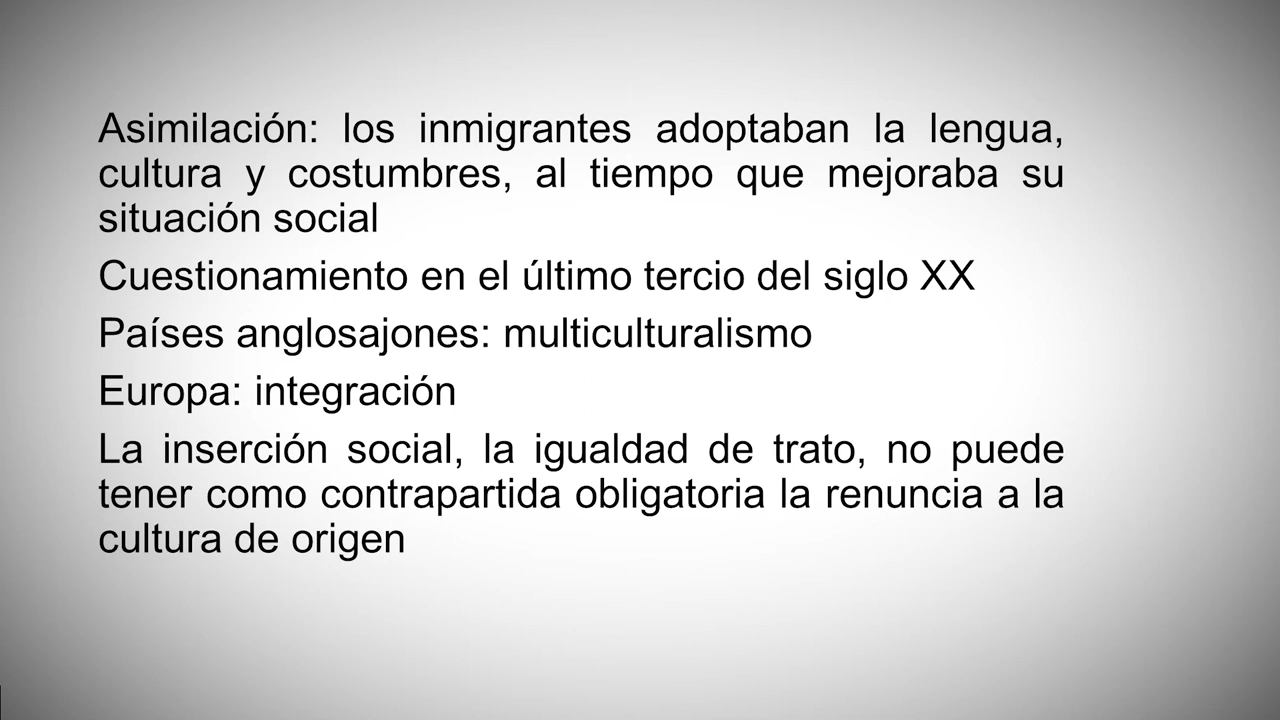 Asimilación: los inmigrantes adoptaban la lengua,
cultura y costumbres, al tiempo que mejoraba su
situación social
Cuestionamiento en el último tercio del siglo XX
Países anglosajones: multiculturalismo
Europa: integración
La inserción social, la igualdad de trato, no puede
tener como contrapartida obligatoria la renuncia a la
cultura de origen